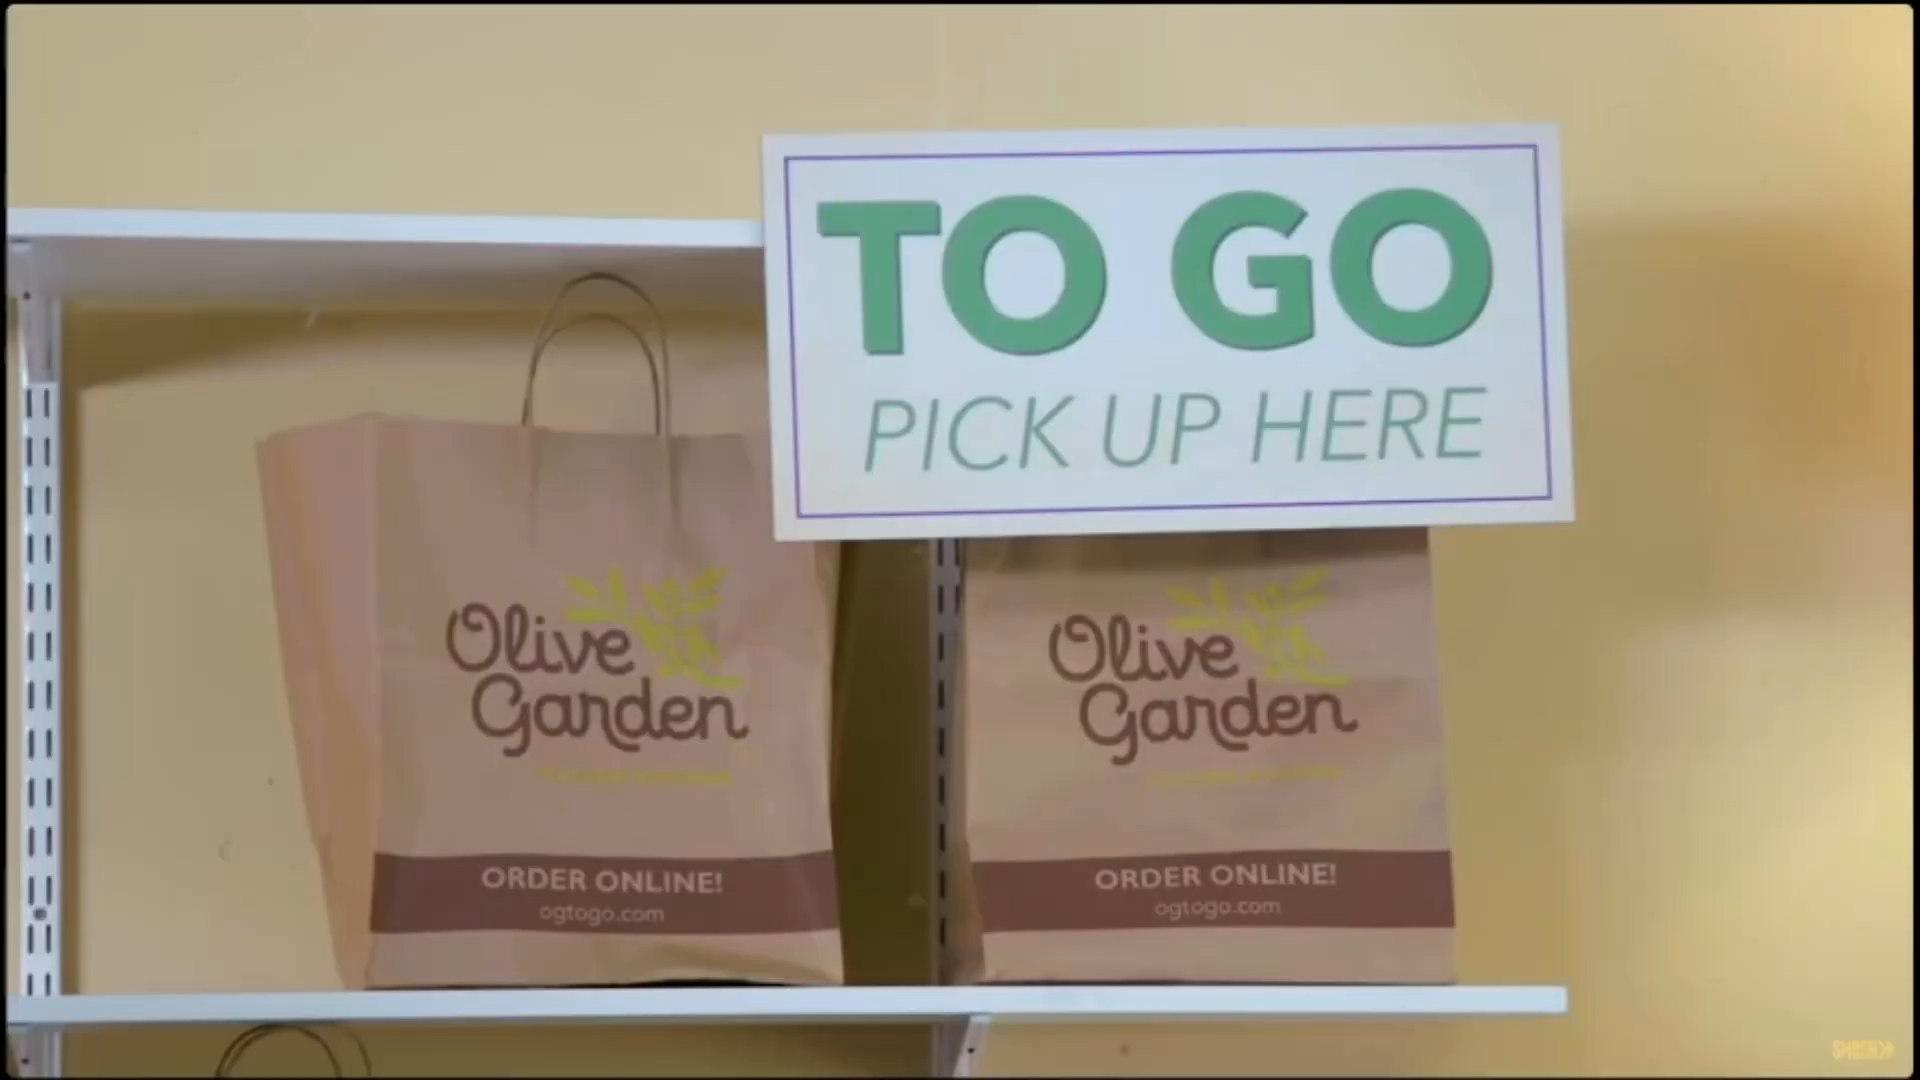 TO GO
PICK UP HERE
Olive
Garden
ORDER ONLINE!
ogtogo.com
Olive
Garden
ORDER ONLINE!
ogtogo.com